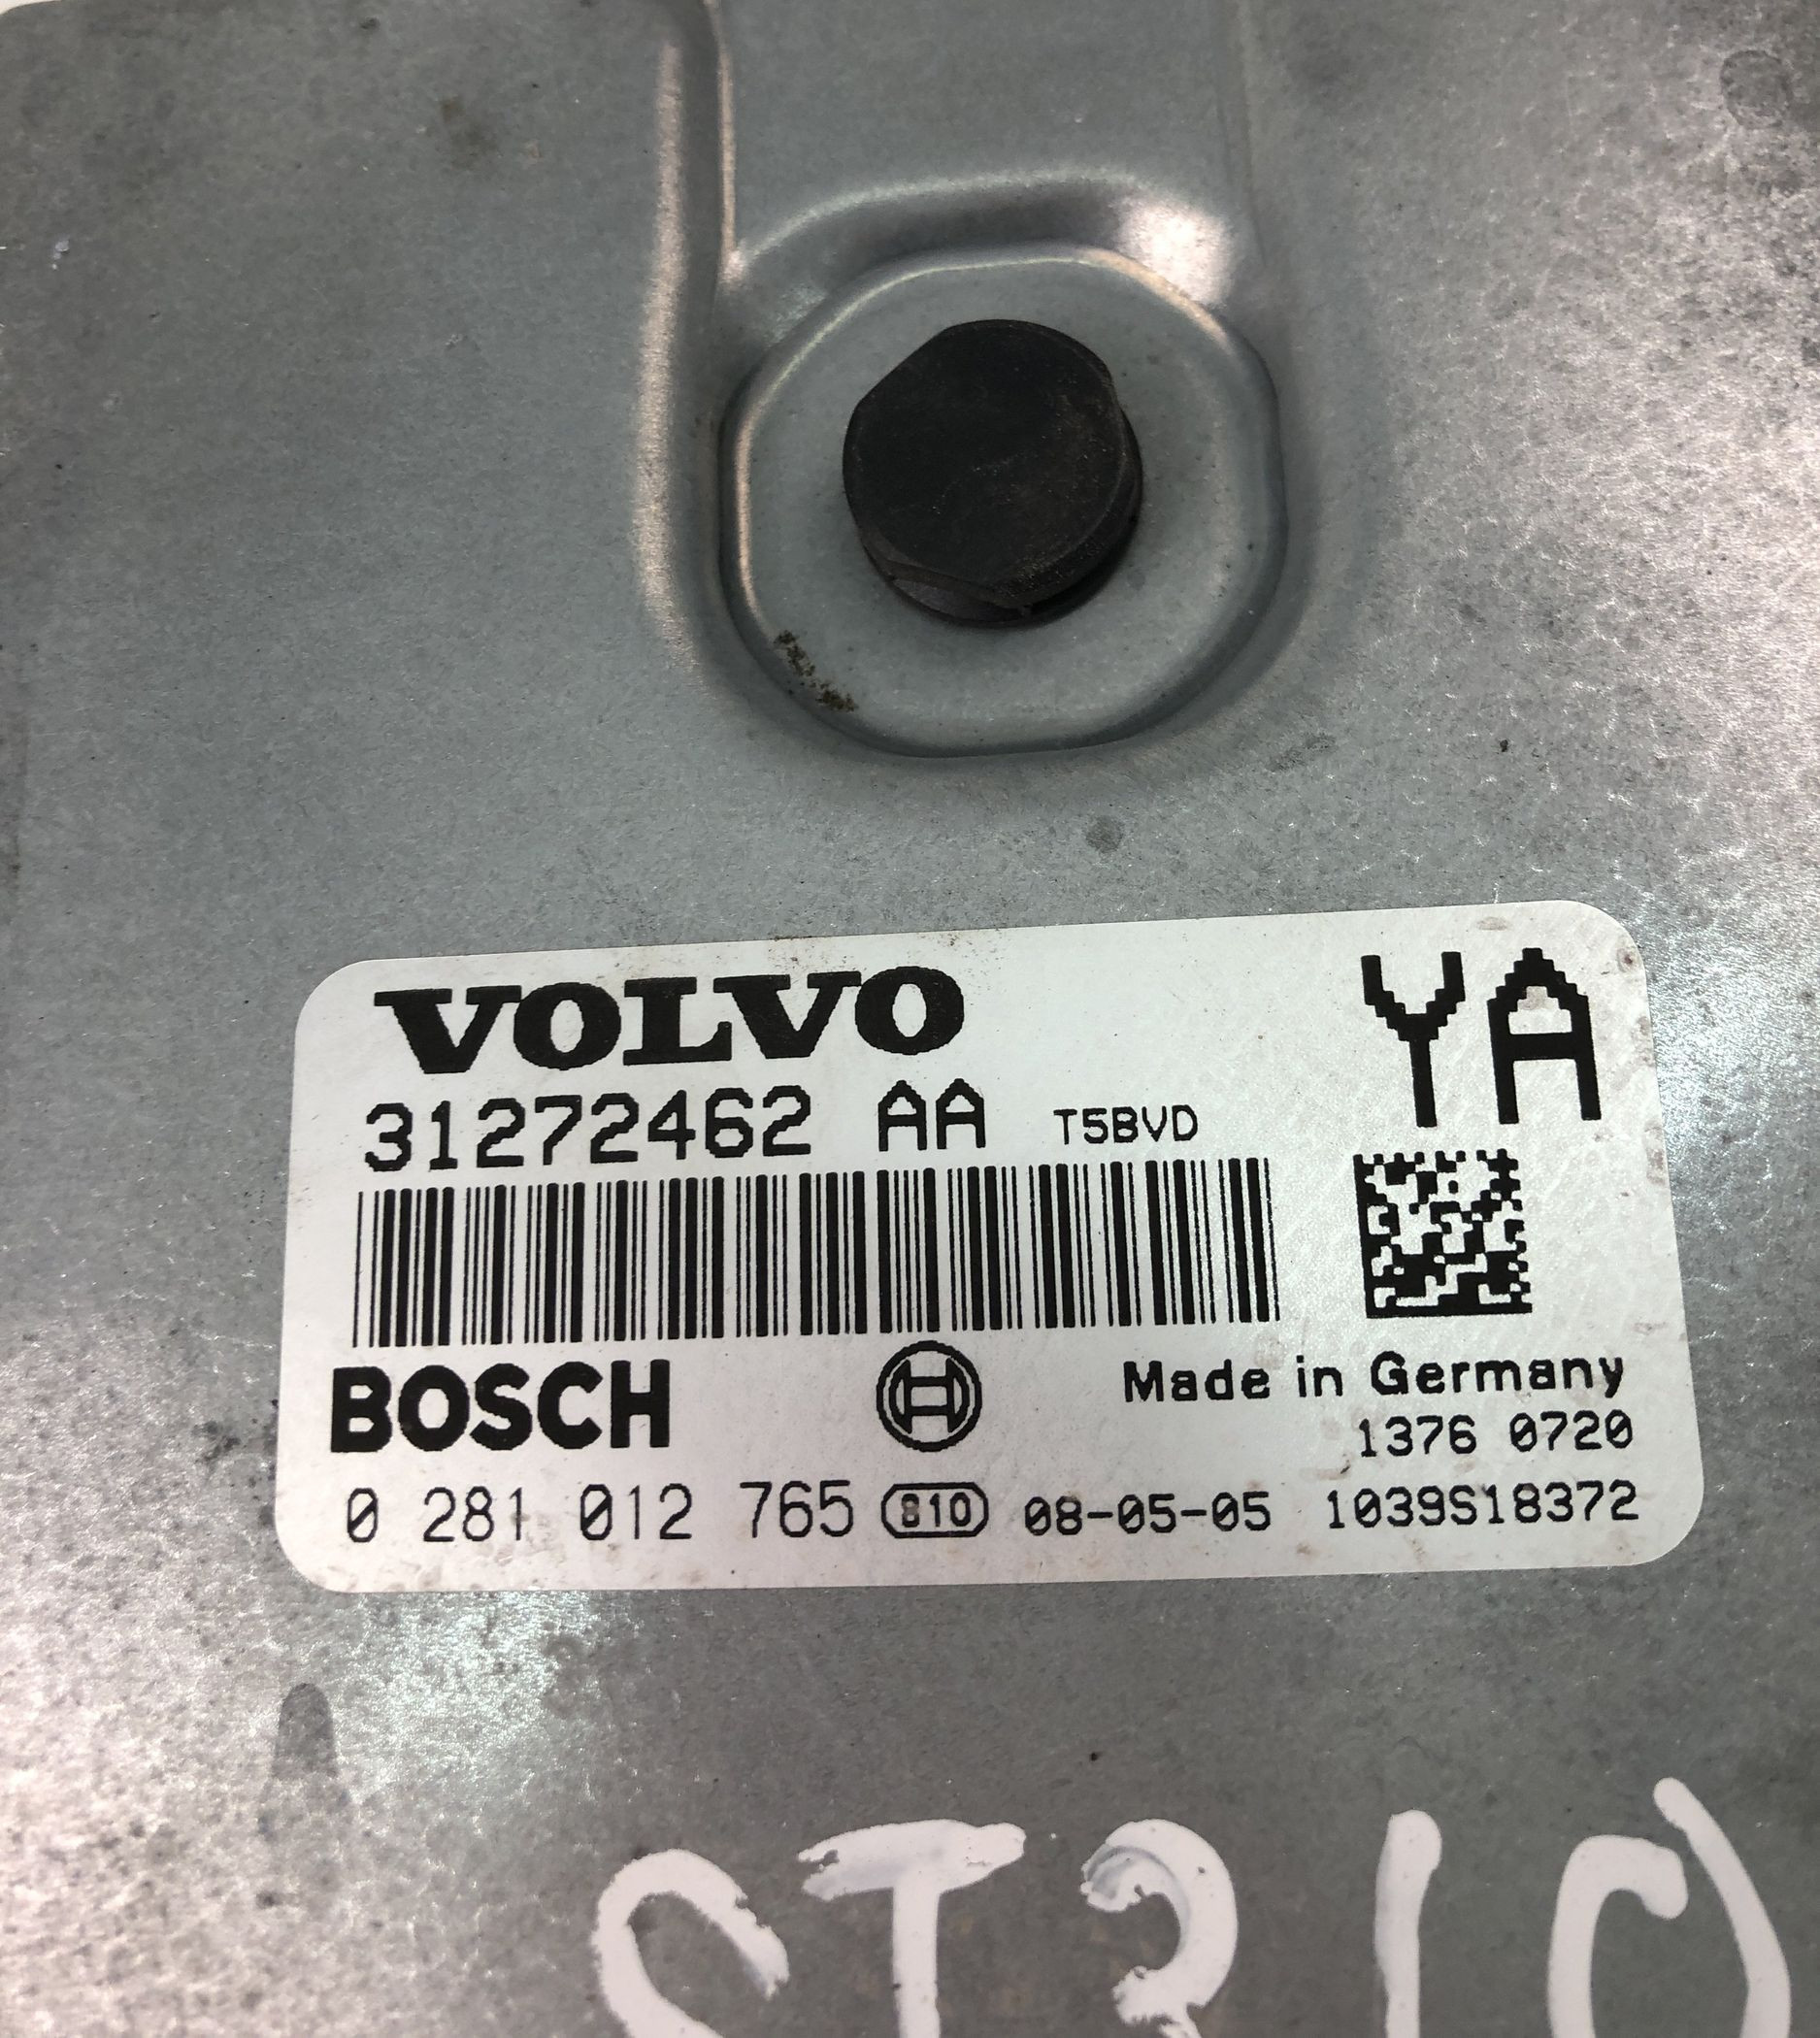 VOLVO
YA
31272462 AA T5BVD
BOSCH
Made in Germany
1376 0720
0 281 012 765 810 08-05-05 1039S18372